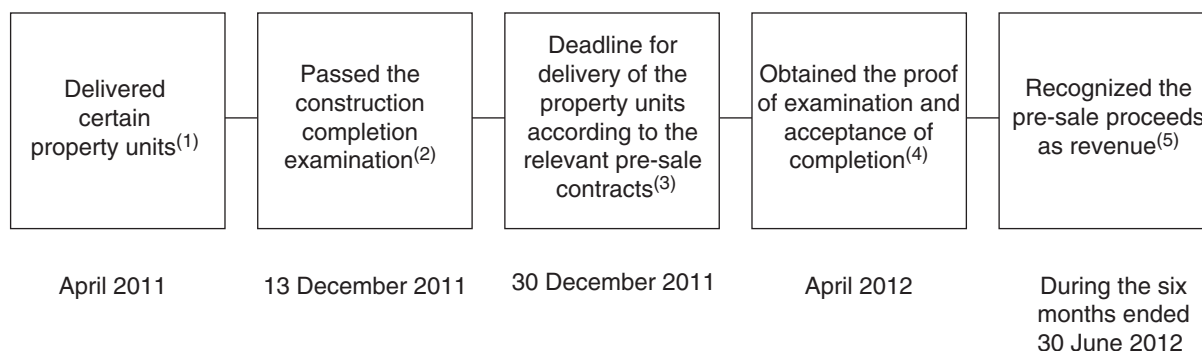 Delivered
certain
property units(1)
Passed the
construction
completion
examination(2)
Deadline for
delivery of the
property units
according to the
relevant pre-sale
contracts(3)
Obtained the proof
of examination and
acceptance of
completion(4)
Recognized the
pre-sale proceeds
as revenue(5)
April 2011
13 December 2011
30 December 2011
April 2012
During the six
months ended
30 June 2012